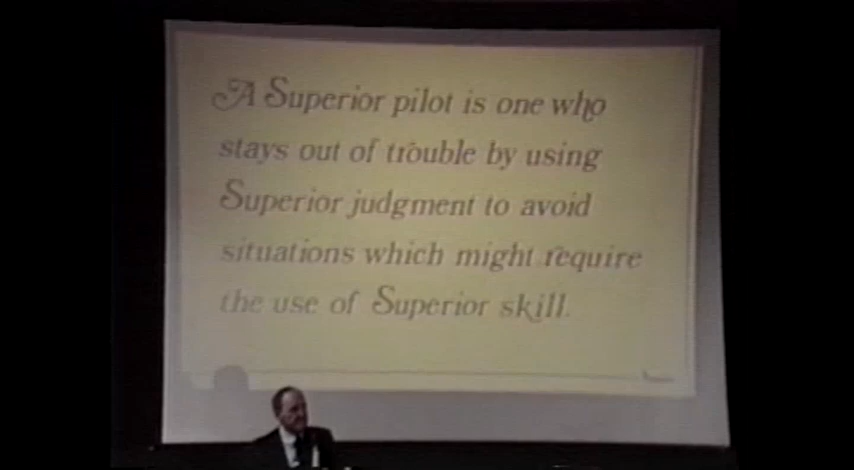 A Superior pilot is one who
stays out of trouble by using
Superior judgment to avoid
situations which might require
the use of Superior skill.